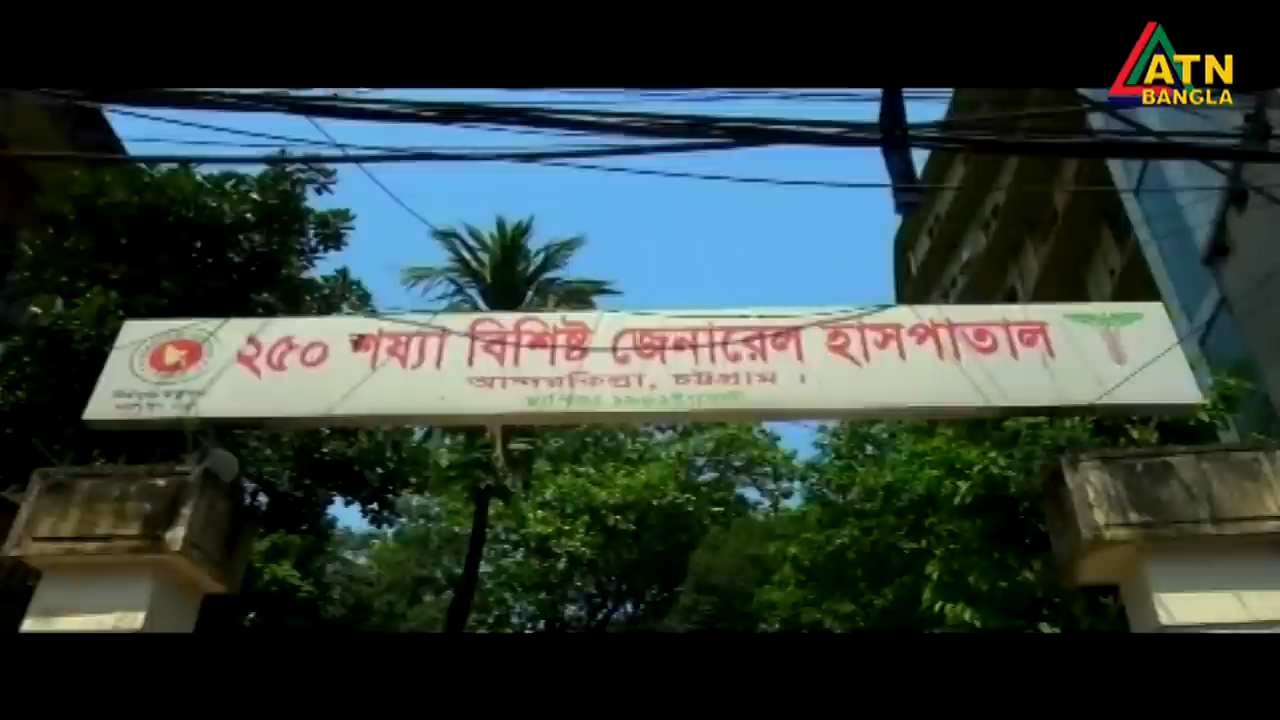 ATN
BANGLA
২৫০ শয্যা বিশিষ্ট জেনারেল হাসপাতাল
আন্দরকিল্লা, চট্টগ্রাম ।